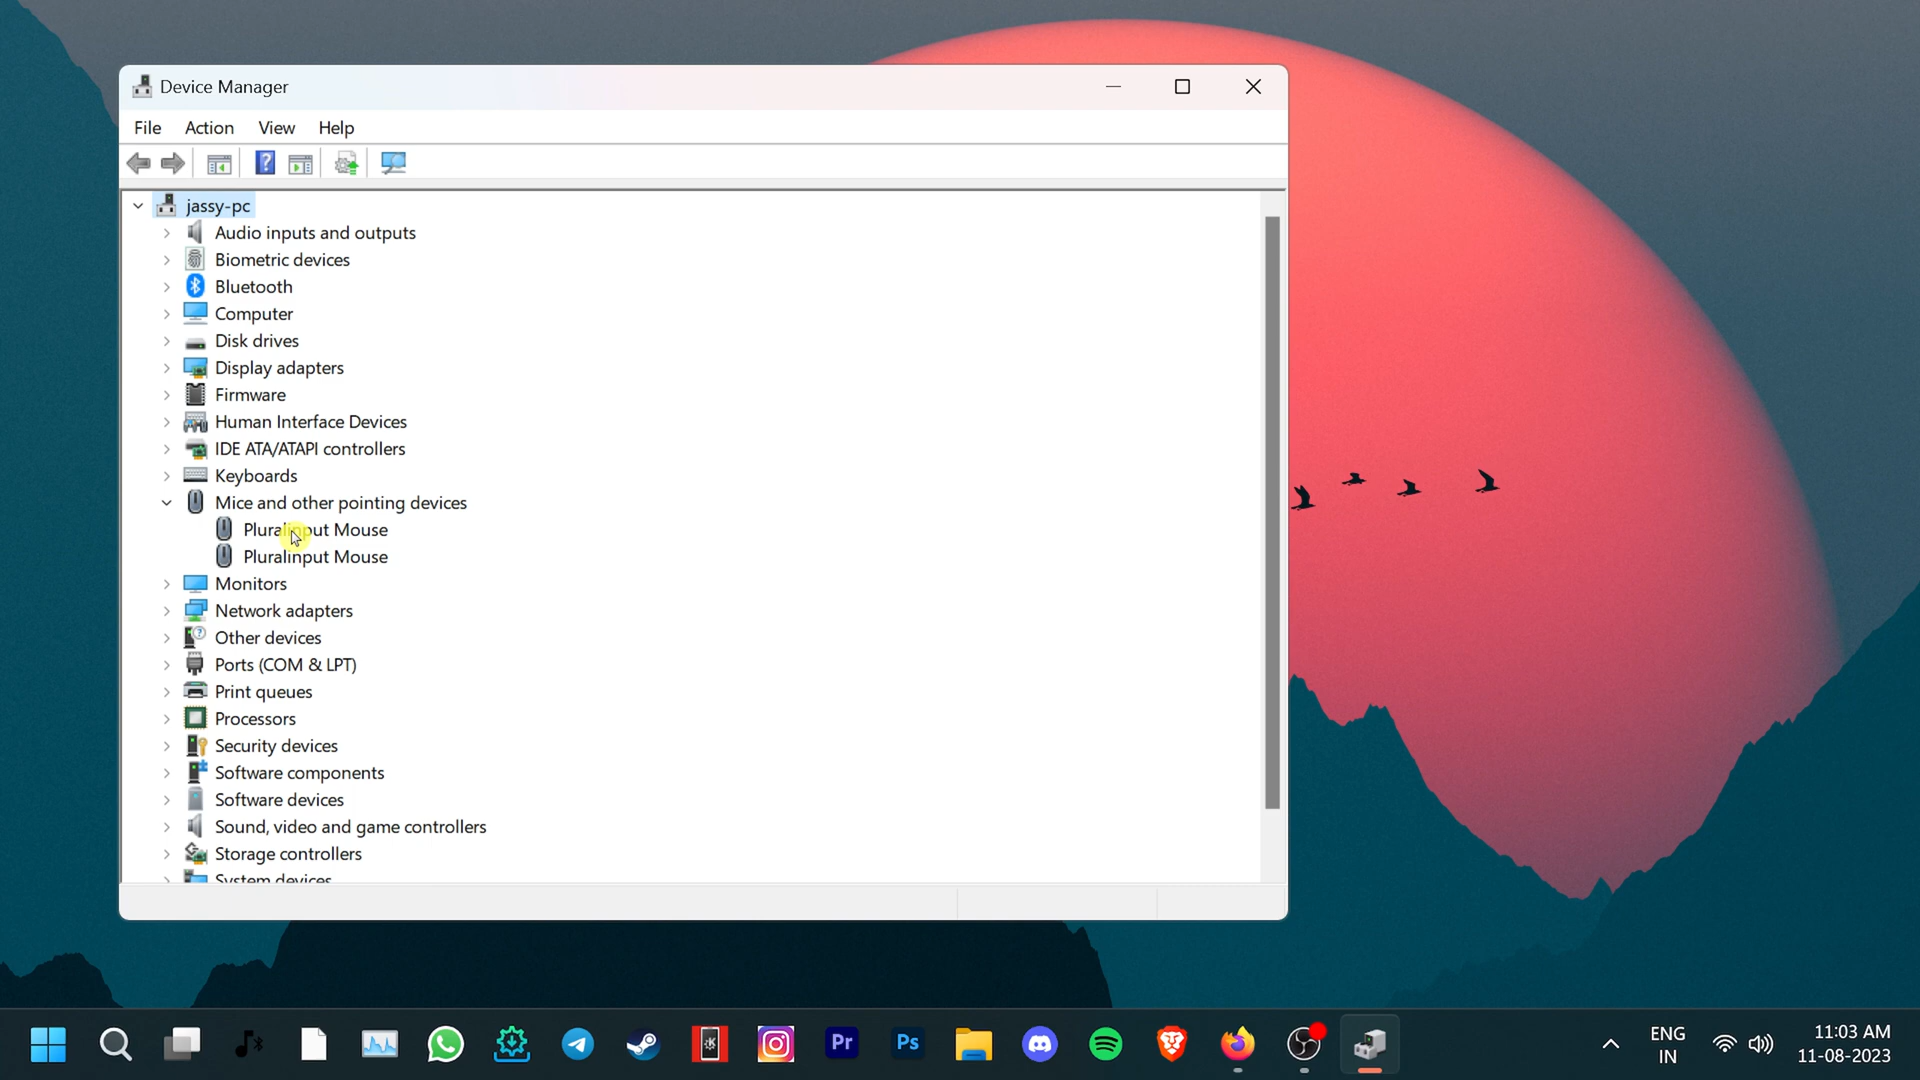 Device Manager
File Action View Help
jassy-pc
Audio inputs and outputs
Biometric devices
Bluetooth
Computer
Disk drives
Display adapters
Firmware
Human Interface Devices
IDE ATA/ATAPI controllers
Keyboards
Mice and other pointing devices
Pluralinput Mouse
Pluralinput Mouse
Monitors
Network adapters
Other devices
Ports (COM & LPT)
Print queues
Processors
Security devices
Software components
Software devices
Sound, video and game controllers
Storage controllers
System devices
Pr
Ps
ENG
IN
11:03 AM
11-08-2023